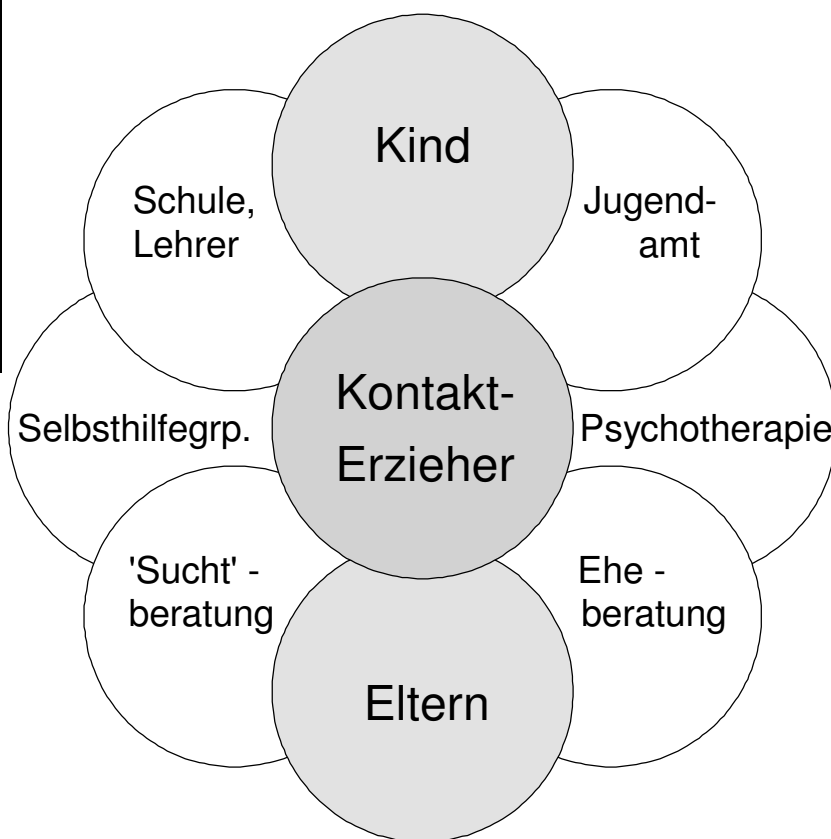 Kind
Schule,
Lehrer
Jugend-
amt
Kontakt-
Erzieher
Selbsthilfegrp.
Psychotherapie
'Sucht' -
beratung
Ehe -
beratung
Eltern